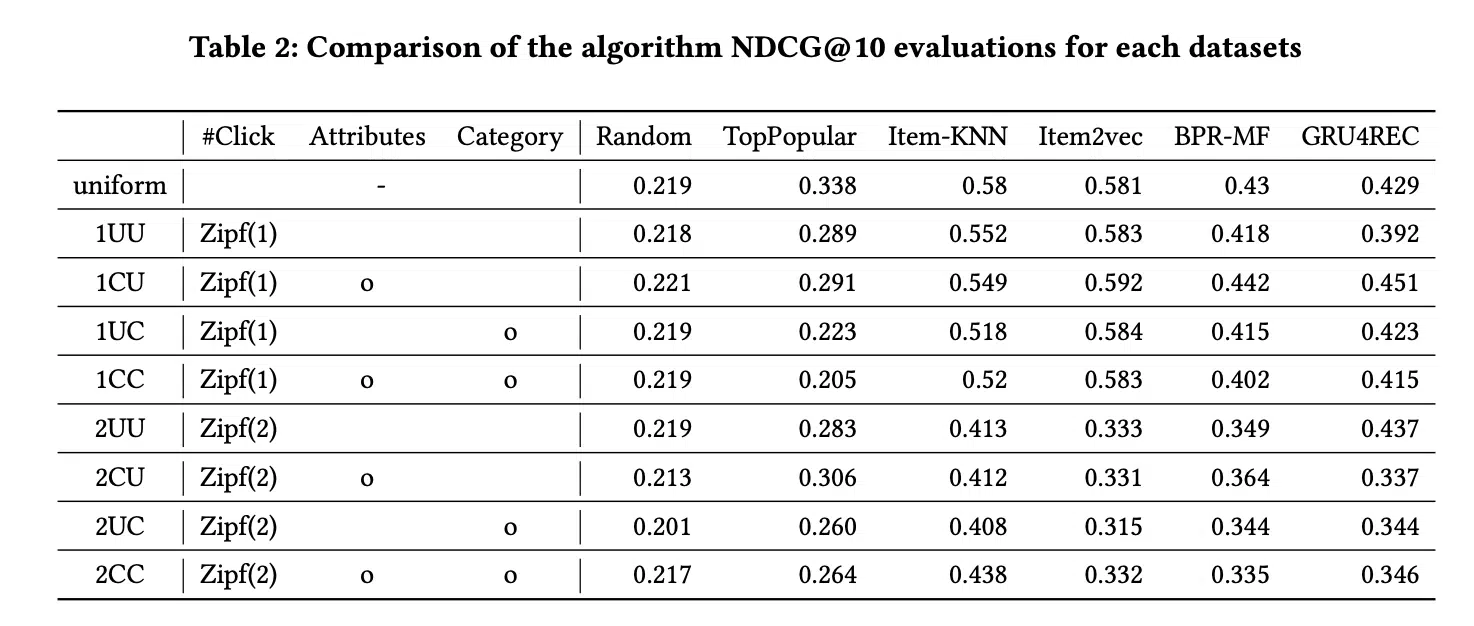 Table 2: Comparison of the algorithm NDCG@10 evaluations for each datasets
#Click Attributes Category Random TopPopular Item-KNN Item2vec BPR-MF GRU4REC
uniform - 0.219 0.338 0.58 0.581 0.43 0.429
1UU Zipf(1) 0.218 0.289 0.552 0.583 0.418 0.392
1CU Zipf(1) o 0.221 0.291 0.549 0.592 0.442 0.451
1UC Zipf(1) o 0.219 0.223 0.518 0.584 0.415 0.423
1CC Zipf(1) o o 0.219 0.205 0.52 0.583 0.402 0.415
2UU Zipf(2) 0.219 0.283 0.413 0.333 0.349 0.437
2CU Zipf(2) o 0.213 0.306 0.412 0.331 0.364 0.337
2UC Zipf(2) o 0.201 0.260 0.408 0.315 0.344 0.344
2CC Zipf(2) o o 0.217 0.264 0.438 0.332 0.335 0.346